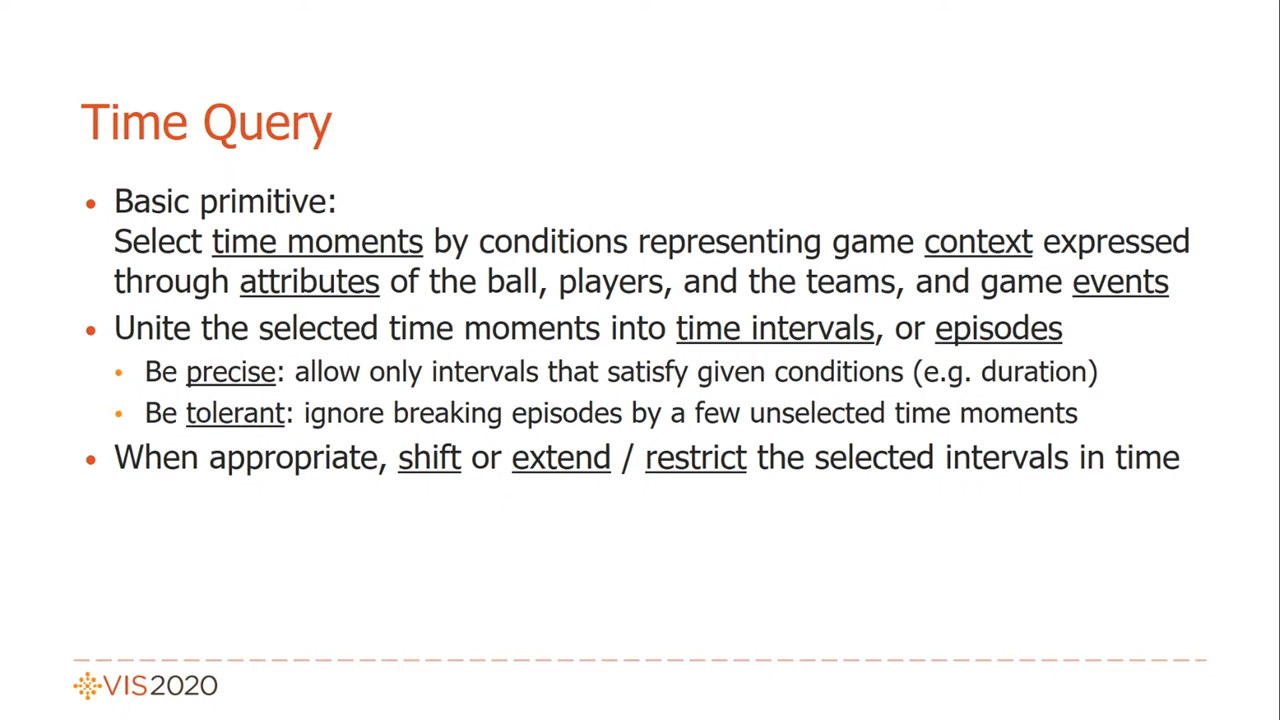 Time Query
• Basic primitive:
Select time moments by conditions representing game context expressed
through attributes of the ball, players, and the teams, and game events
• Unite the selected time moments into time intervals, or episodes
• Be precise: allow only intervals that satisfy given conditions (e.g. duration)
• Be tolerant: ignore breaking episodes by a few unselected time moments
• When appropriate, shift or extend / restrict the selected intervals in time
VIS2020